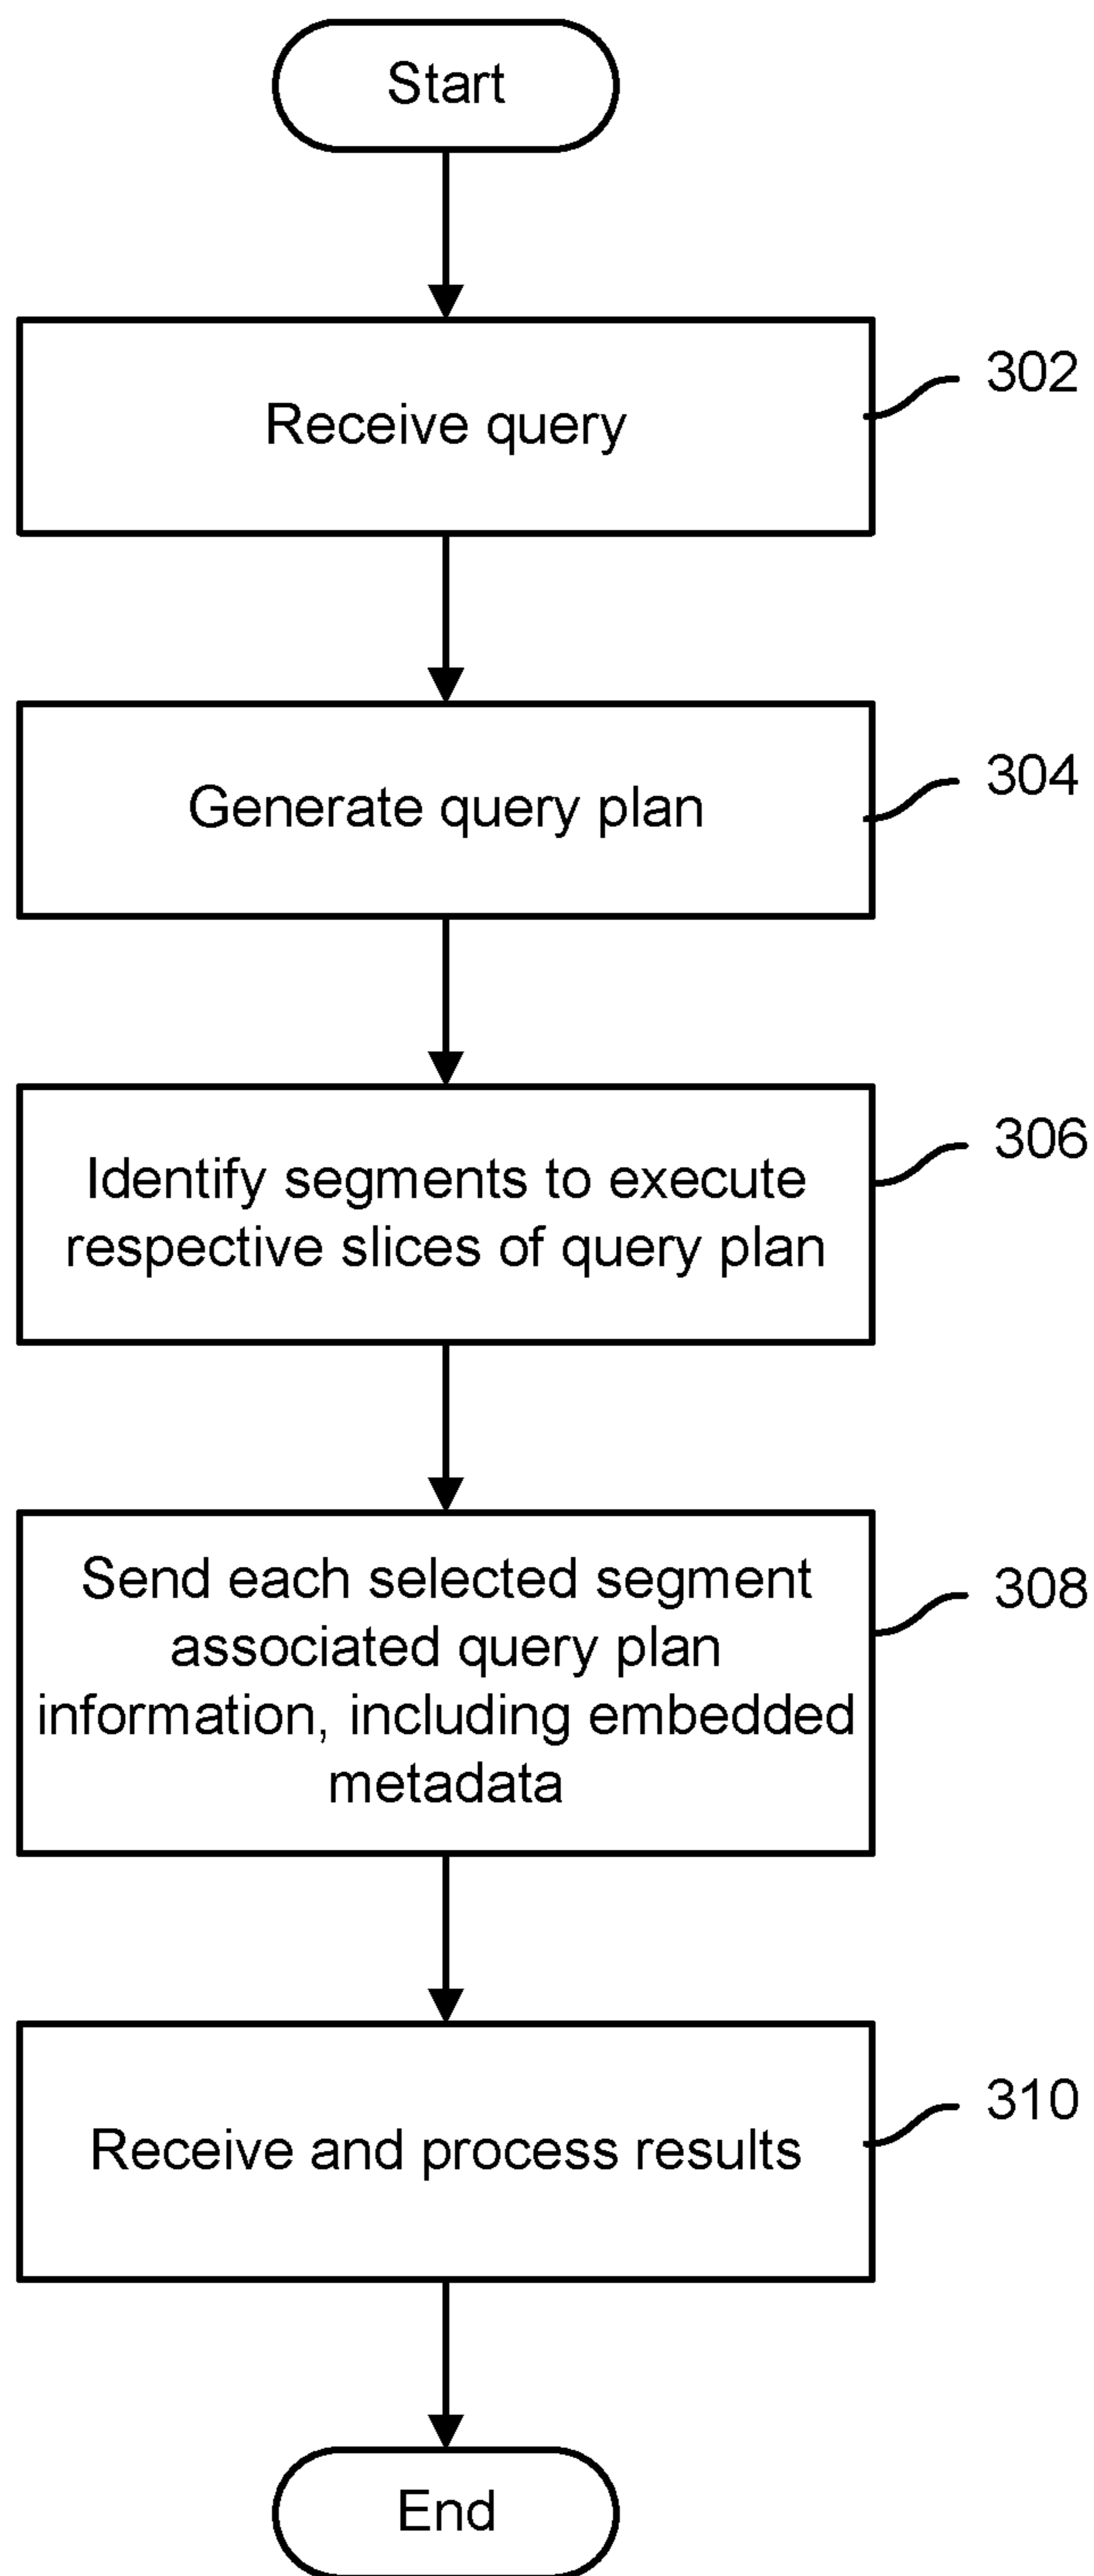 Start
Receive query
302
Generate query plan
304
Identify segments to execute
respective slices of query plan
306
Send each selected segment
associated query plan
information, including embedded
metadata
308
Receive and process results
310
End